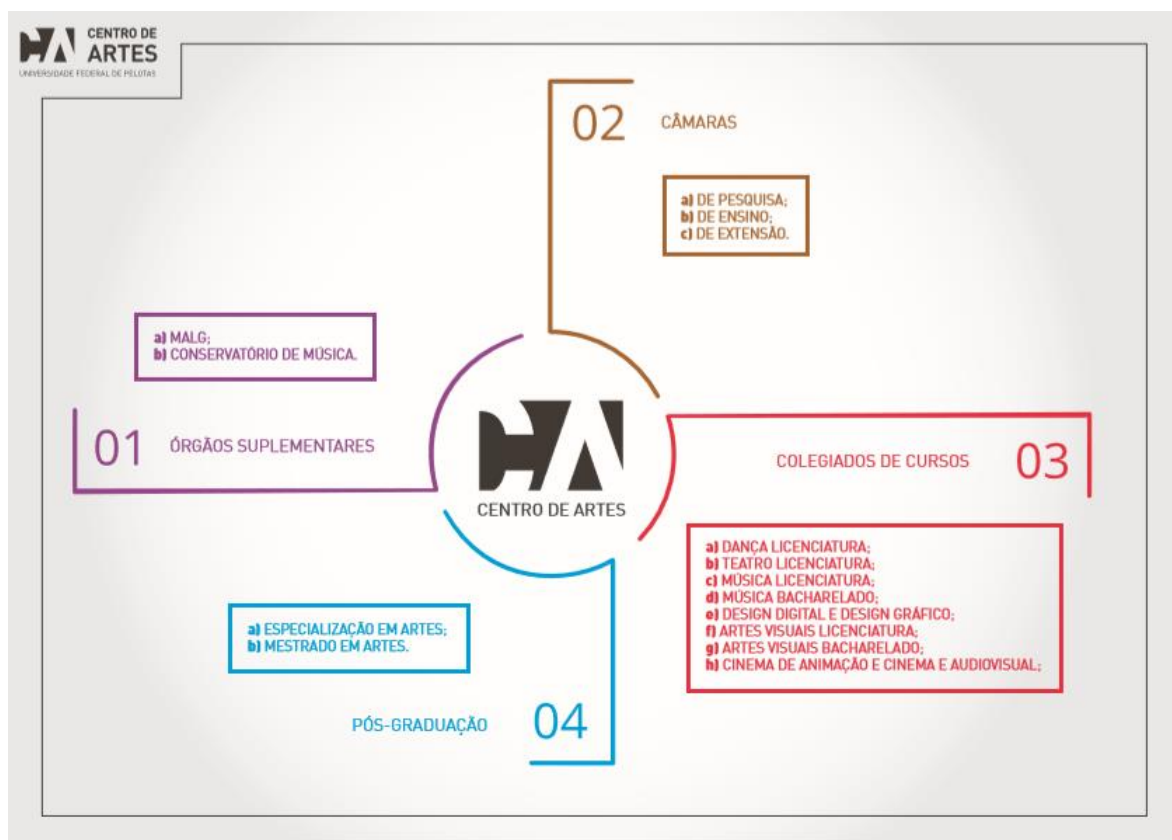 CA CENTRO DE
ARTES
UNIVERSIDADE FEDERAL DE PELOTAS
02 CÂMARAS
a) DE PESQUISA;
b) DE ENSINO;
c) DE EXTENSÃO.
a) MALG;
b) CONSERVATÓRIO DE MÚSICA.
01 ÓRGÃOS SUPLEMENTARES
CA
CENTRO DE ARTES
COLEGIADOS DE CURSOS 03
a) DANÇA LICENCIATURA;
b) TEATRO LICENCIATURA;
c) MÚSICA LICENCIATURA;
d) MÚSICA BACHARELADO;
e) DESIGN DIGITAL E DESIGN GRÁFICO;
f) ARTES VISUAIS LICENCIATURA;
g) ARTES VISUAIS BACHARELADO;
h) CINEMA DE ANIMAÇÃO E CINEMA E AUDIOVISUAL;
a) ESPECIALIZAÇÃO EM ARTES;
b) MESTRADO EM ARTES.
PÓS-GRADUAÇÃO 04